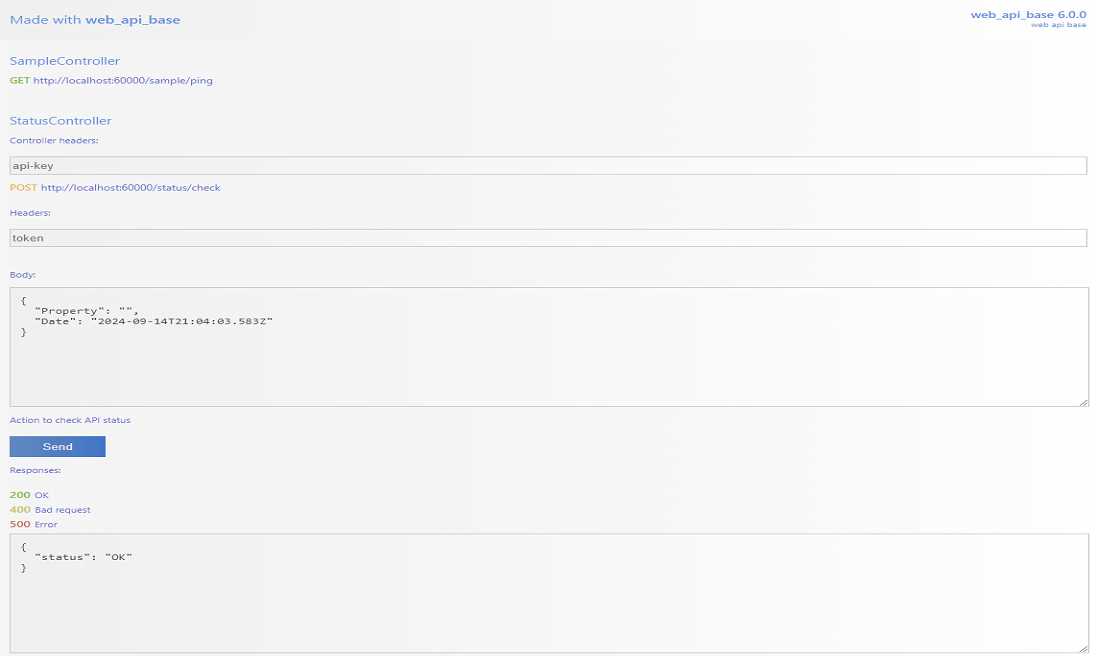 Made with web_api_base
web_api_base 6.0.0
web api base
SampleController
GET http://localhost:60000/sample/ping
StatusController
Controller headers:
api-key
POST http://localhost:60000/status/check
Headers:
token
Body:
{
"Property": "",
"Date": "2024-09-14T21:04:03.583Z"
}
Action to check API status
Send
Responses:
200 OK
400 Bad request
500 Error
{
"status": "OK"
}